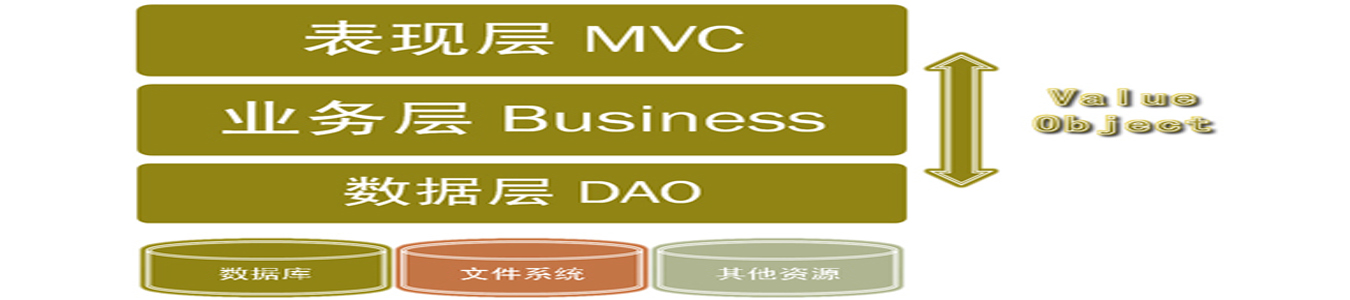 表现层 MVC
业务层 Business
数据层 DAO
Value
Object
数据库
文件系统
其他资源